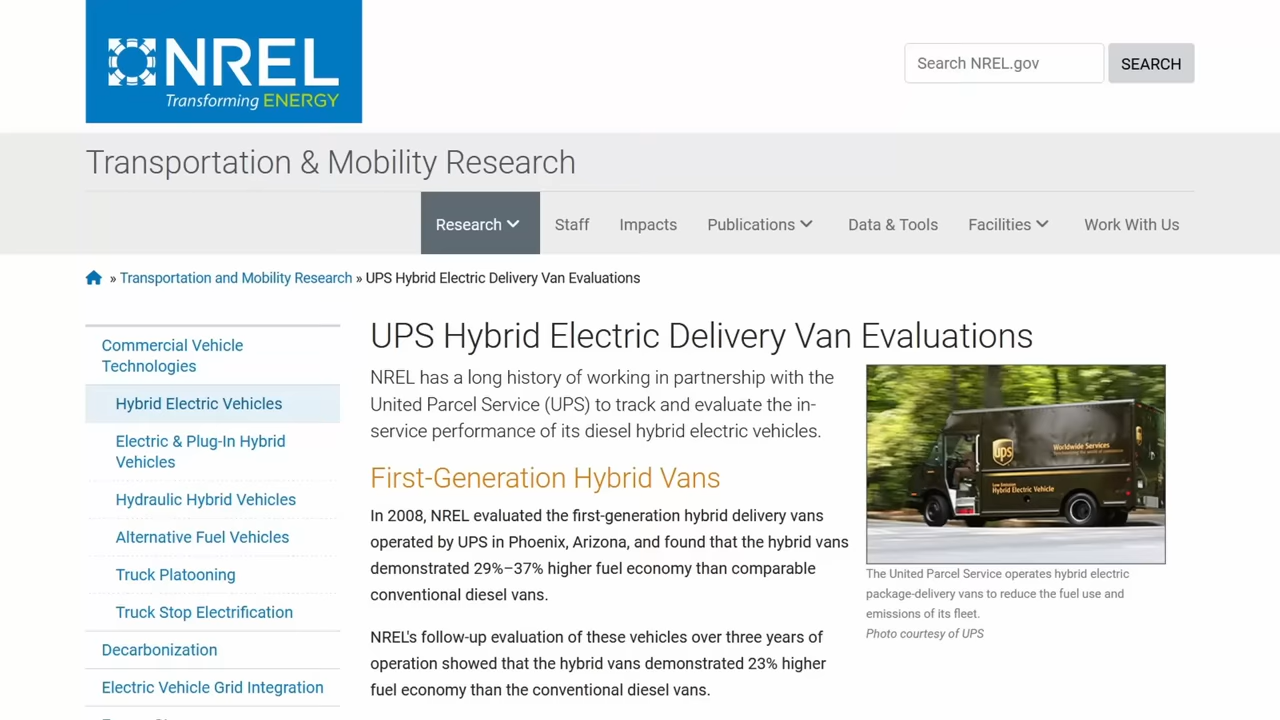 NREL
Transforming ENERGY
Search NREL.gov
SEARCH
Transportation & Mobility Research
Research
Staff
Impacts
Publications
Data & Tools
Facilities
Work With Us
» Transportation and Mobility Research » UPS Hybrid Electric Delivery Van Evaluations
Commercial Vehicle
Technologies
Hybrid Electric Vehicles
Electric & Plug-In Hybrid
Vehicles
Hydraulic Hybrid Vehicles
Alternative Fuel Vehicles
Truck Platooning
Truck Stop Electrification
Decarbonization
Electric Vehicle Grid Integration
UPS Hybrid Electric Delivery Van Evaluations
NREL has a long history of working in partnership with the
United Parcel Service (UPS) to track and evaluate the in-
service performance of its diesel hybrid electric vehicles.
First-Generation Hybrid Vans
In 2008, NREL evaluated the first-generation hybrid delivery vans
operated by UPS in Phoenix, Arizona, and found that the hybrid vans
demonstrated 29%–37% higher fuel economy than comparable
conventional diesel vans.
NREL's follow-up evaluation of these vehicles over three years of
operation showed that the hybrid vans demonstrated 23% higher
fuel economy than the conventional diesel vans.
ups
Worldwide Services
Hybrid Electric Vehicle
The United Parcel Service operates hybrid electric
package-delivery vans to reduce the fuel use and
emissions of its fleet.
Photo courtesy of UPS